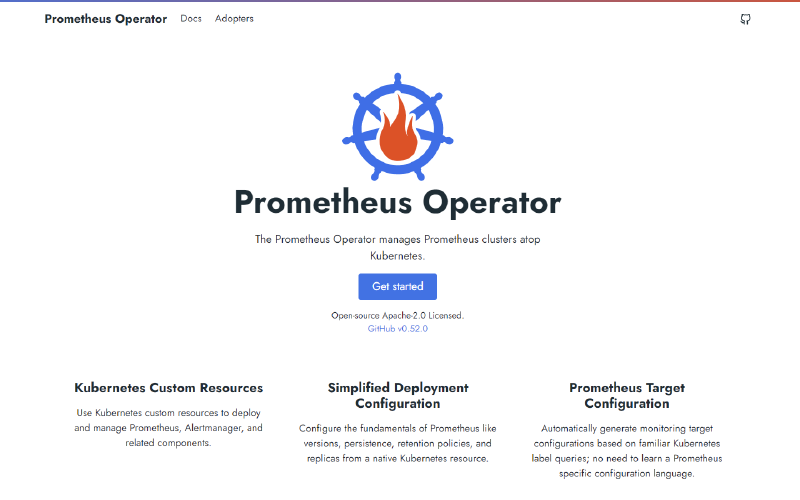 Prometheus Operator Docs Adopters
Prometheus Operator
The Prometheus Operator manages Prometheus clusters atop
Kubernetes.
Get started
Open-source Apache-2.0 Licensed.
GitHub v0.52.0
Kubernetes Custom Resources
Use Kubernetes custom resources to deploy
and manage Prometheus, Alertmanager, and
related components.
Simplified Deployment
Configuration
Configure the fundamentals of Prometheus like
versions, persistence, retention policies, and
replicas from a native Kubernetes resource.
Prometheus Target
Configuration
Automatically generate monitoring target
configurations based on familiar Kubernetes
label queries; no need to learn a Prometheus
specific configuration language.